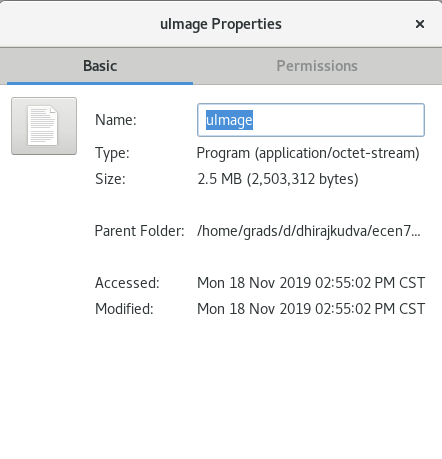 uImage Properties
Basic
Permissions
Name: uImage
Type: Program (application/octet-stream)
Size: 2.5 MB (2,503,312 bytes)
Parent Folder: /home/grads/d/dhirajkudva/ecen7...
Accessed: Mon 18 Nov 2019 02:55:02 PM CST
Modified: Mon 18 Nov 2019 02:55:02 PM CST